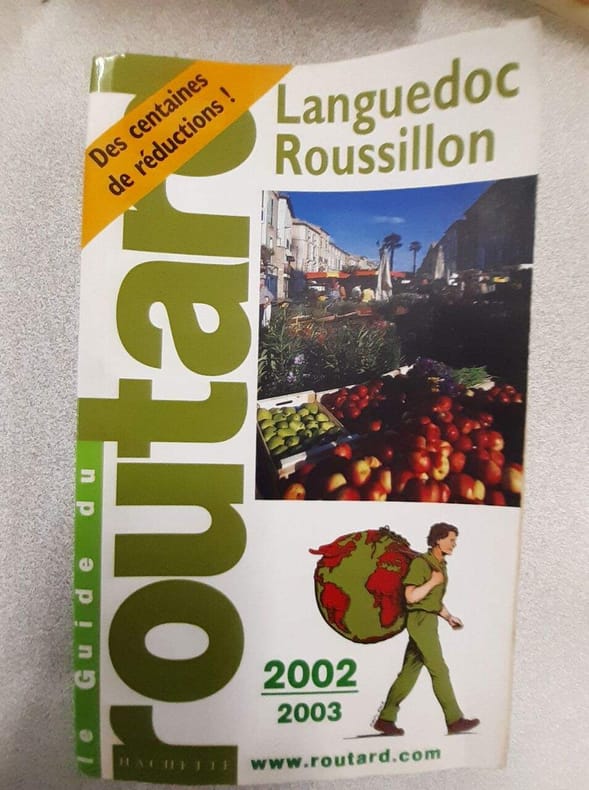 Des centaines
de réductions !
Languedoc
Roussillon
le Guide du
routard
2002
2003
HACHETTE
www.routard.com